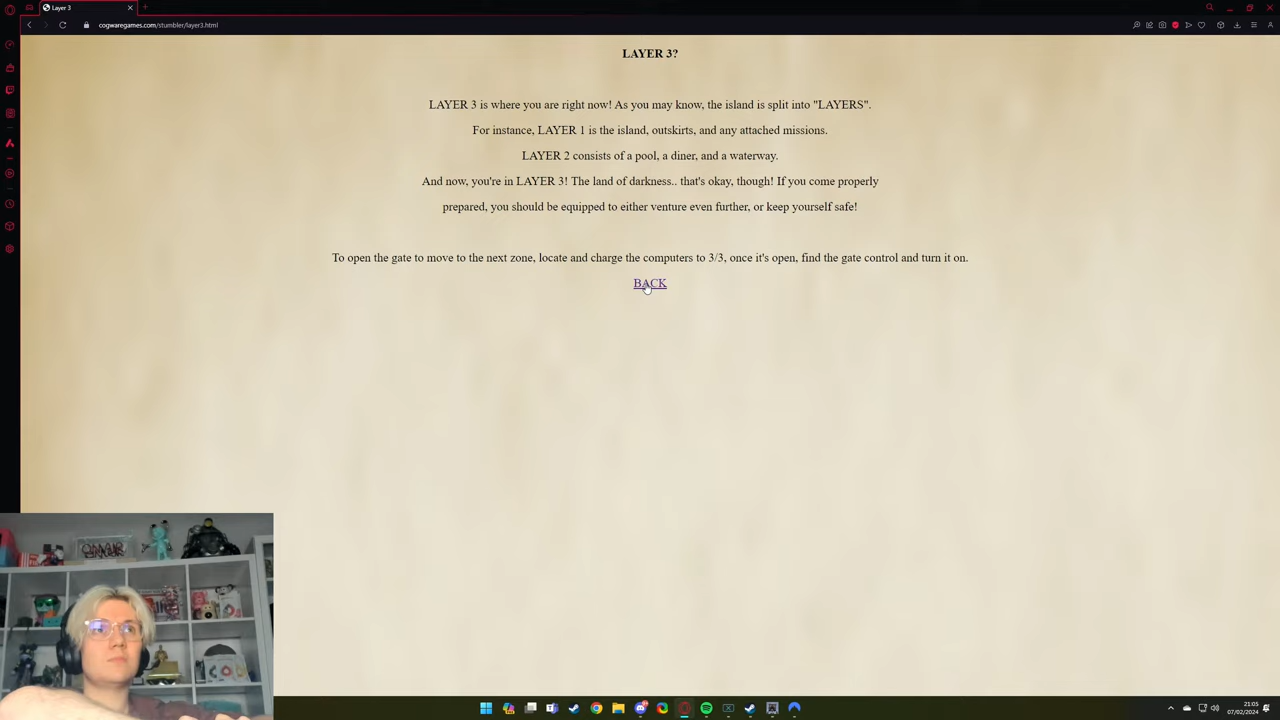 Layer 3
cogwaregames.com/stumbler/layer3.html
LAYER 3?
LAYER 3 is where you are right now! As you may know, the island is split into "LAYERS".
For instance, LAYER 1 is the island, outskirts, and any attached missions.
LAYER 2 consists of a pool, a diner, and a waterway.
And now, you're in LAYER 3! The land of darkness.. that's okay, though! If you come properly
prepared, you should be equipped to either venture even further, or keep yourself safe!
To open the gate to move to the next zone, locate and charge the computers to 3/3, once it's open, find the gate control and turn it on.
BACK
21:05
07/02/2024